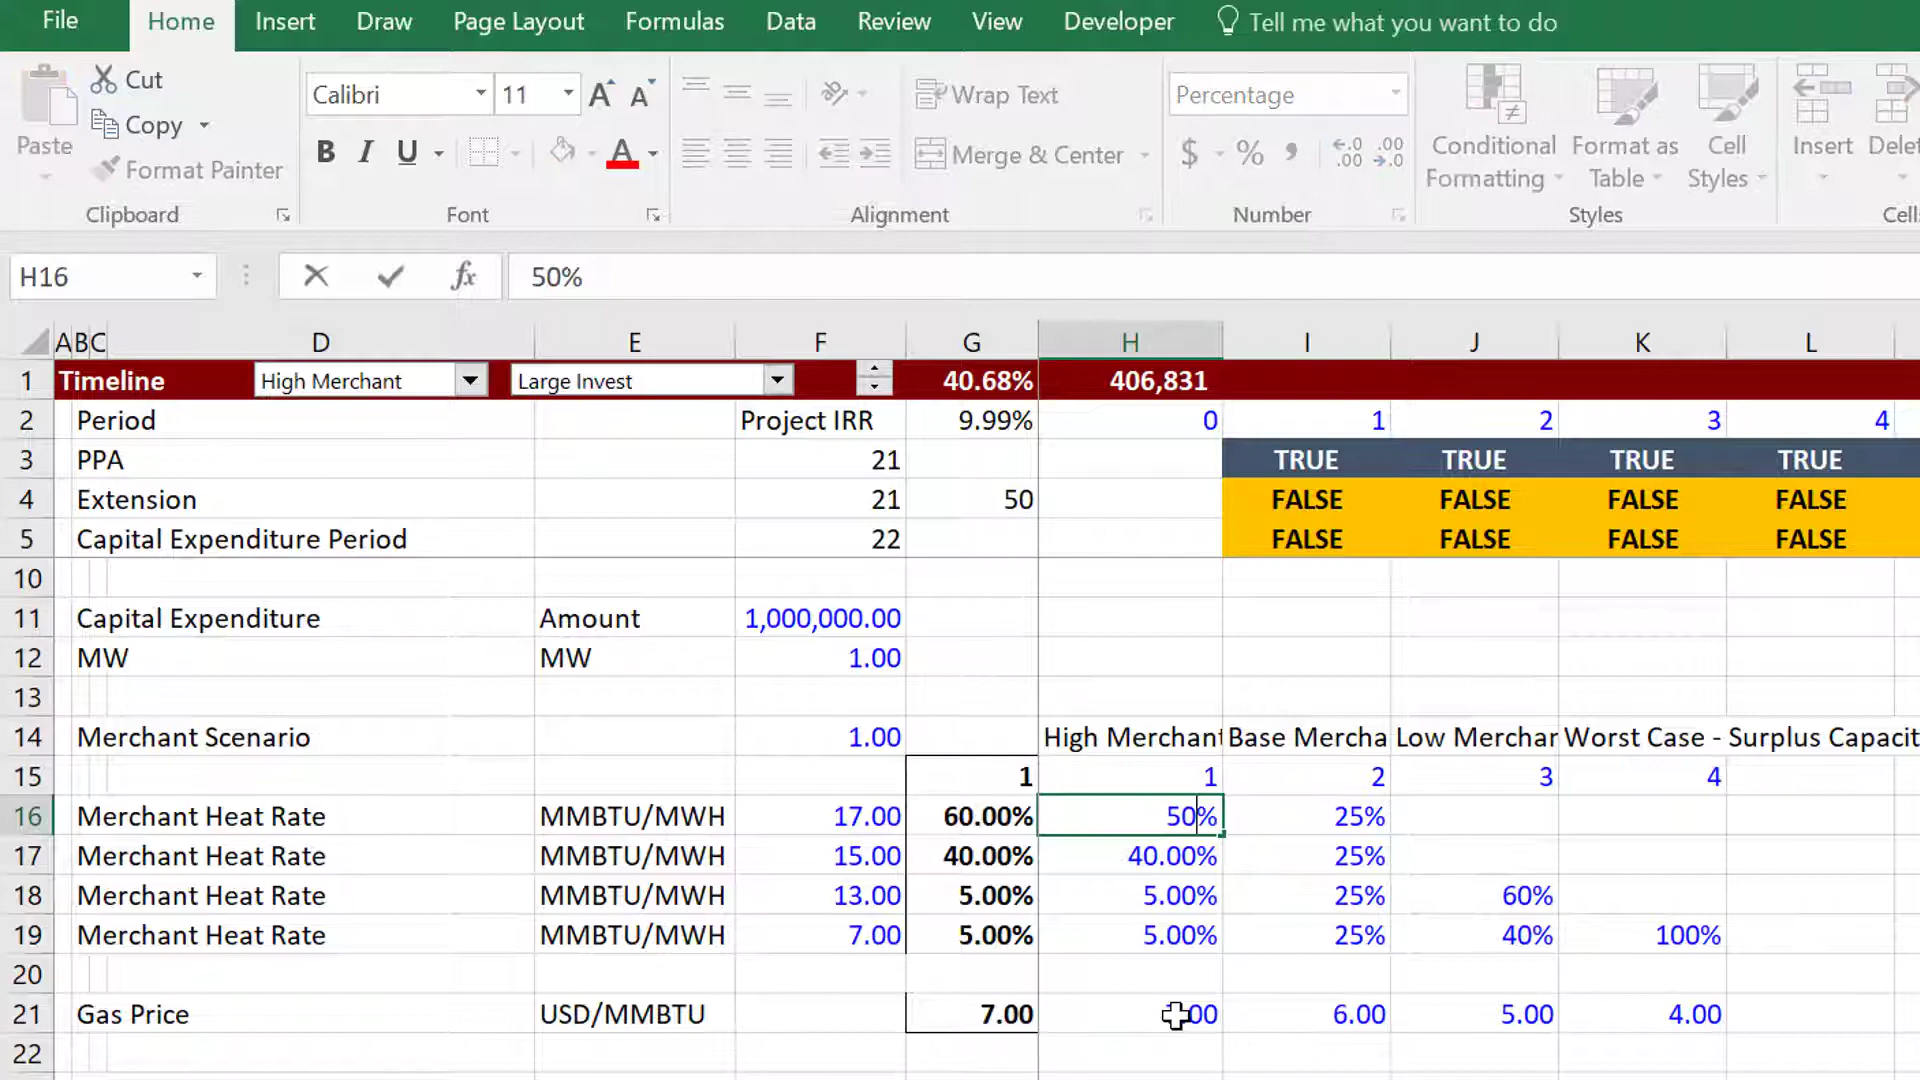 File Home Insert Draw Page Layout Formulas Data Review View Developer Tell me what you want to do
Paste Cut Copy Format Painter
Clipboard
Calibri 11 A A
B I U A
Font
Wrap Text
Merge & Center
Alignment
Percentage
$ % , .00 .00
Number
Conditional Formatting Format as Table Cell Styles
Styles
Insert Delet
Cell
H16 fx 50%
A B C D E F G H I J K L
1 Timeline High Merchant Large Invest 40.68% 406,831
2 Period Project IRR 9.99% 0 1 2 3 4
3 PPA 21 TRUE TRUE TRUE TRUE
4 Extension 21 50 FALSE FALSE FALSE FALSE
5 Capital Expenditure Period 22 FALSE FALSE FALSE FALSE
10
11 Capital Expenditure Amount 1,000,000.00
12 MW MW 1.00
13
14 Merchant Scenario 1.00 High Merchant Base Mercha Low Merchar Worst Case - Surplus Capacit
15 1 1 2 3 4
16 Merchant Heat Rate MMBTU/MWH 17.00 60.00% 50% 25%
17 Merchant Heat Rate MMBTU/MWH 15.00 40.00% 40.00% 25%
18 Merchant Heat Rate MMBTU/MWH 13.00 5.00% 5.00% 25% 60%
19 Merchant Heat Rate MMBTU/MWH 7.00 5.00% 5.00% 25% 40% 100%
20
21 Gas Price USD/MMBTU 7.00 6.00 5.00 4.00
22